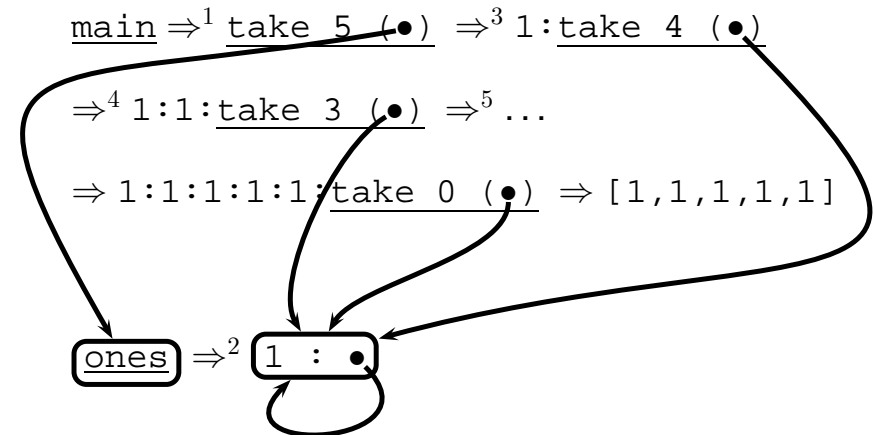 main ⇒¹ take 5 (•) ⇒³ 1:take 4 (•)
⇒⁴ 1:1:take 3 (•) ⇒⁵ ...
⇒ 1:1:1:1:1:take 0 (•) ⇒ [1,1,1,1,1]
ones ⇒² 1 : •